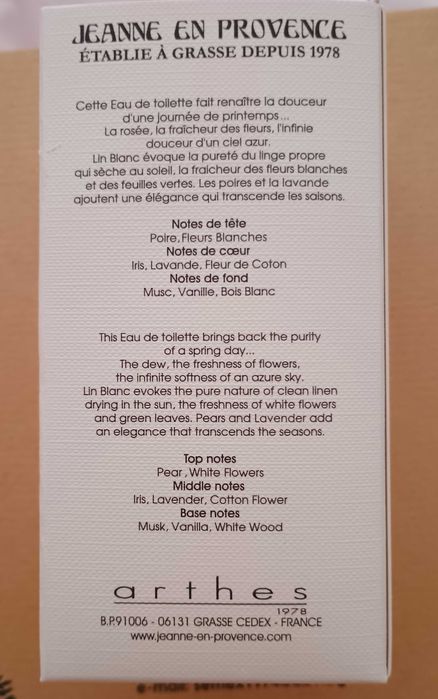 JEANNE EN PROVENCE
ÉTABLIE À GRASSE DEPUIS 1978
Cette Eau de toilette fait renaître la douceur
d'une journée de printemps...
La rosée, la fraîcheur des fleurs, l'infinie
douceur d'un ciel azur.
Lin Blanc évoque la pureté du linge propre
qui sèche au soleil, la fraicheur des fleurs blanches
et des feuilles vertes. Les poires et la lavande
ajoutent une élégance qui transcende les saisons.
Notes de tête
Poire, Fleurs Blanches
Notes de cœur
Iris, Lavande, Fleur de Coton
Notes de fond
Musc, Vanille, Bois Blanc
This Eau de toilette brings back the purity
of a spring day...
The dew, the freshness of flowers,
the infinite softness of an azure sky.
Lin Blanc evokes the pure nature of clean linen
drying in the sun, the freshness of white flowers
and green leaves. Pears and Lavender add
an elegance that transcends the seasons.
Top notes
Pear, White Flowers
Middle notes
Iris, Lavender, Cotton Flower
Base notes
Musk, Vanilla, White Wood
arthes
1978
B.P.91006 - 06131 GRASSE CEDEX - FRANCE
www.jeanne-en-provence.com
e-mail: